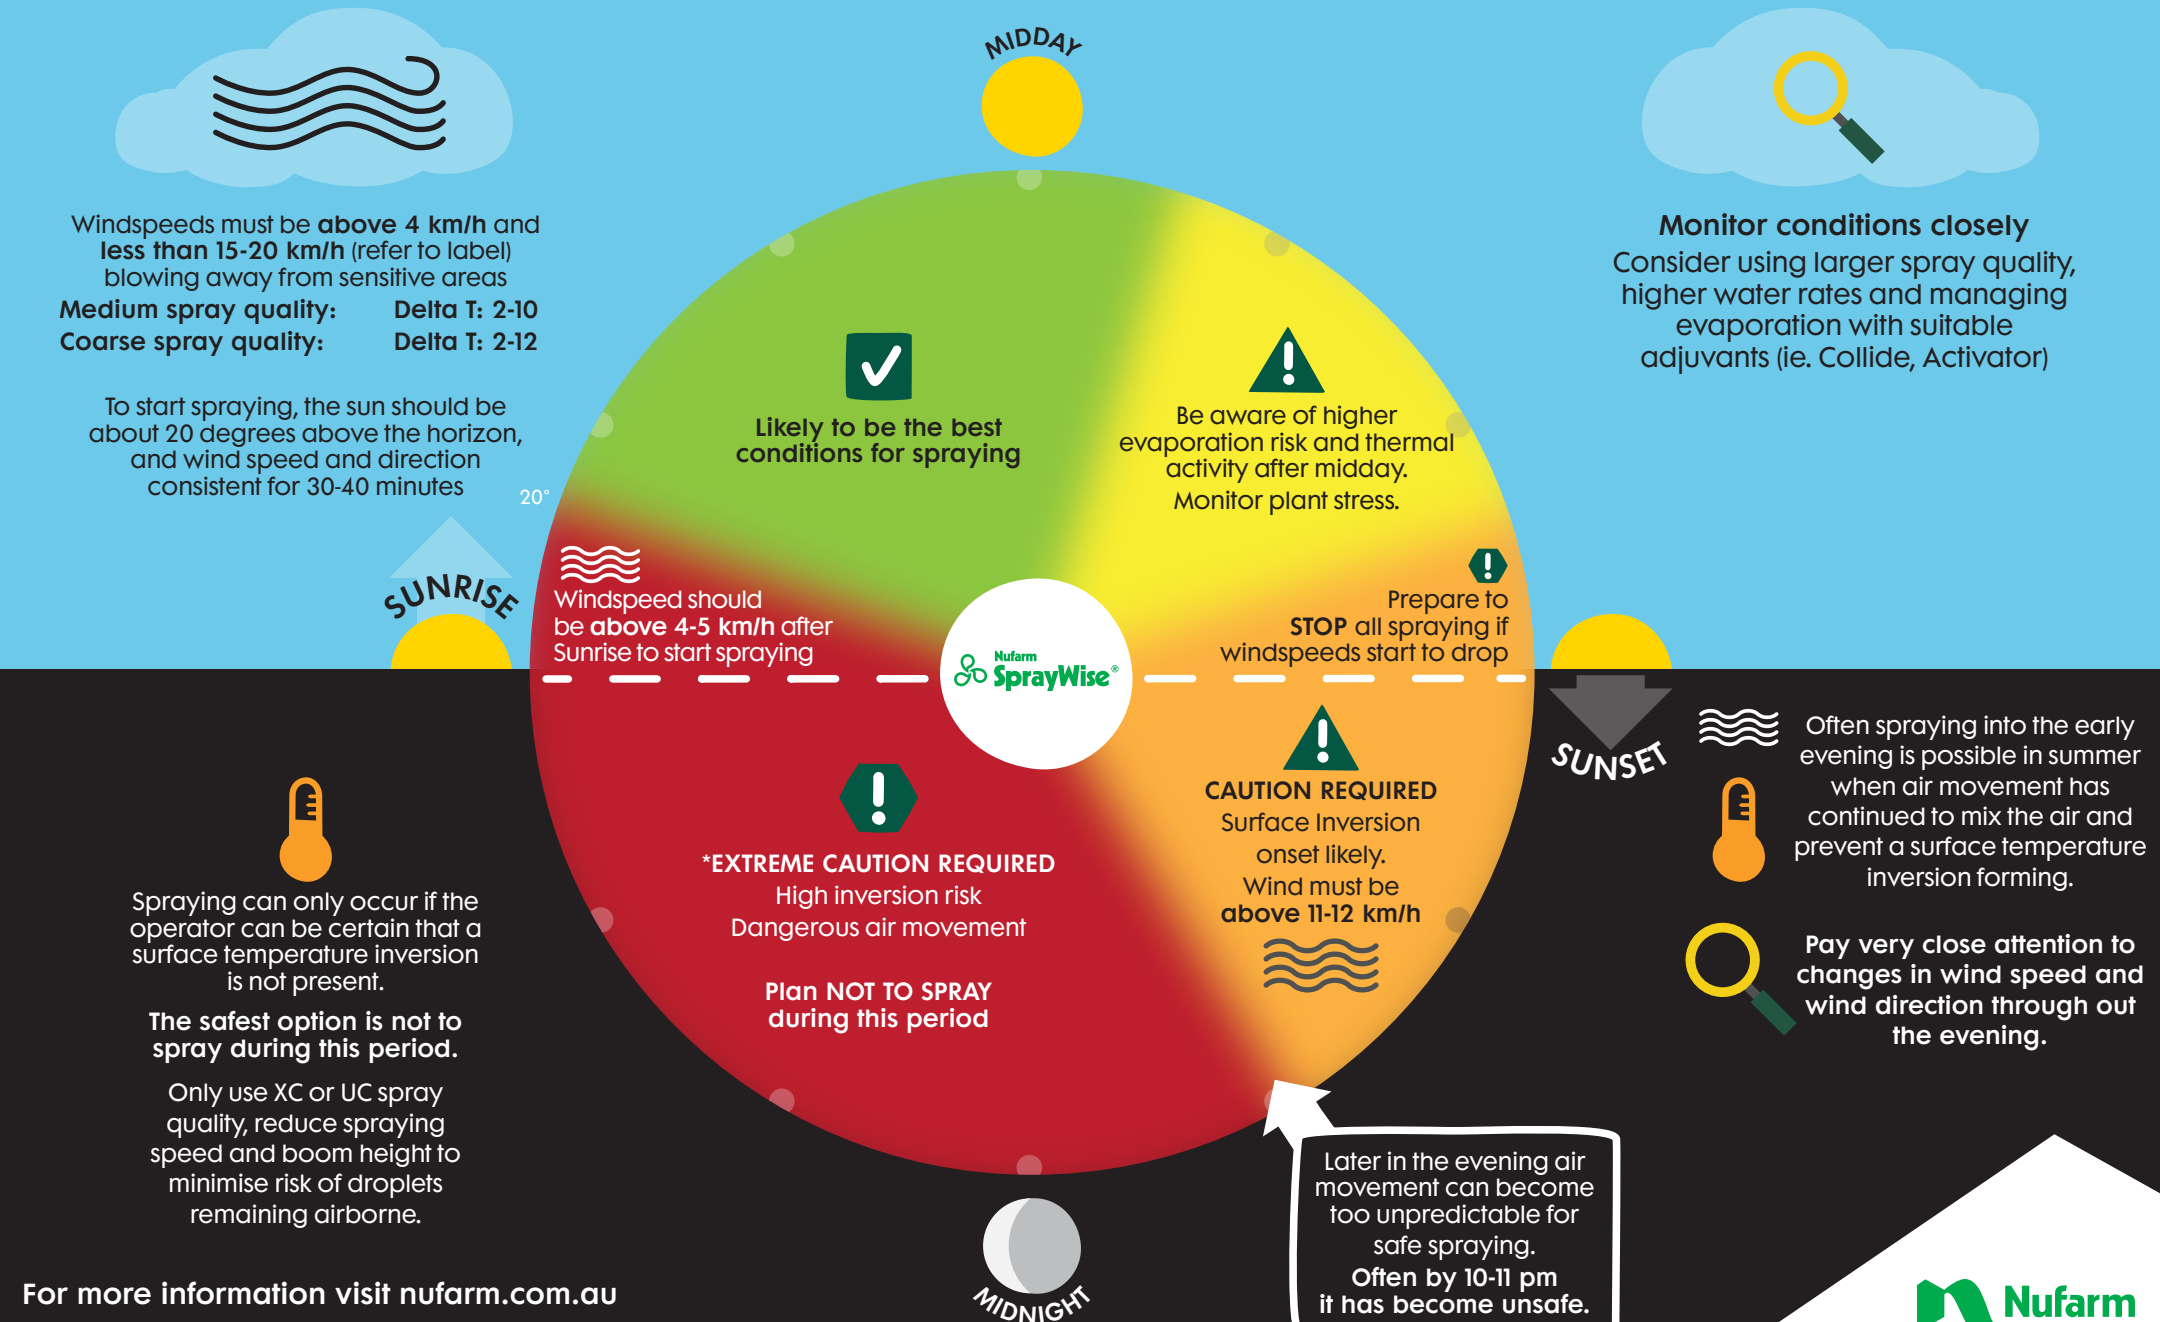 MIDDAY
Windspeeds must be above 4 km/h and
less than 15-20 km/h (refer to label)
blowing away from sensitive areas
Medium spray quality: Delta T: 2-10
Coarse spray quality: Delta T: 2-12
To start spraying, the sun should be
about 20 degrees above the horizon,
and wind speed and direction
consistent for 30-40 minutes
20°
SUNRISE
Monitor conditions closely
Consider using larger spray quality,
higher water rates and managing
evaporation with suitable
adjuvants (ie. Collide, Activator)
Likely to be the best
conditions for spraying
Be aware of higher
evaporation risk and thermal
activity after midday.
Monitor plant stress.
Windspeed should
be above 4-5 km/h after
Sunrise to start spraying
Prepare to
STOP all spraying if
windspeeds start to drop
Nufarm
SprayWise®
SUNSET
*EXTREME CAUTION REQUIRED
High inversion risk
Dangerous air movement
Plan NOT TO SPRAY
during this period
CAUTION REQUIRED
Surface Inversion
onset likely.
Wind must be
above 11-12 km/h
Often spraying into the early
evening is possible in summer
when air movement has
continued to mix the air and
prevent a surface temperature
inversion forming.
Pay very close attention to
changes in wind speed and
wind direction through out
the evening.
Spraying can only occur if the
operator can be certain that a
surface temperature inversion
is not present.
The safest option is not to
spray during this period.
Only use XC or UC spray
quality, reduce spraying
speed and boom height to
minimise risk of droplets
remaining airborne.
Later in the evening air
movement can become
too unpredictable for
safe spraying.
Often by 10-11 pm
it has become unsafe.
MIDNIGHT
For more information visit nufarm.com.au
Nufarm